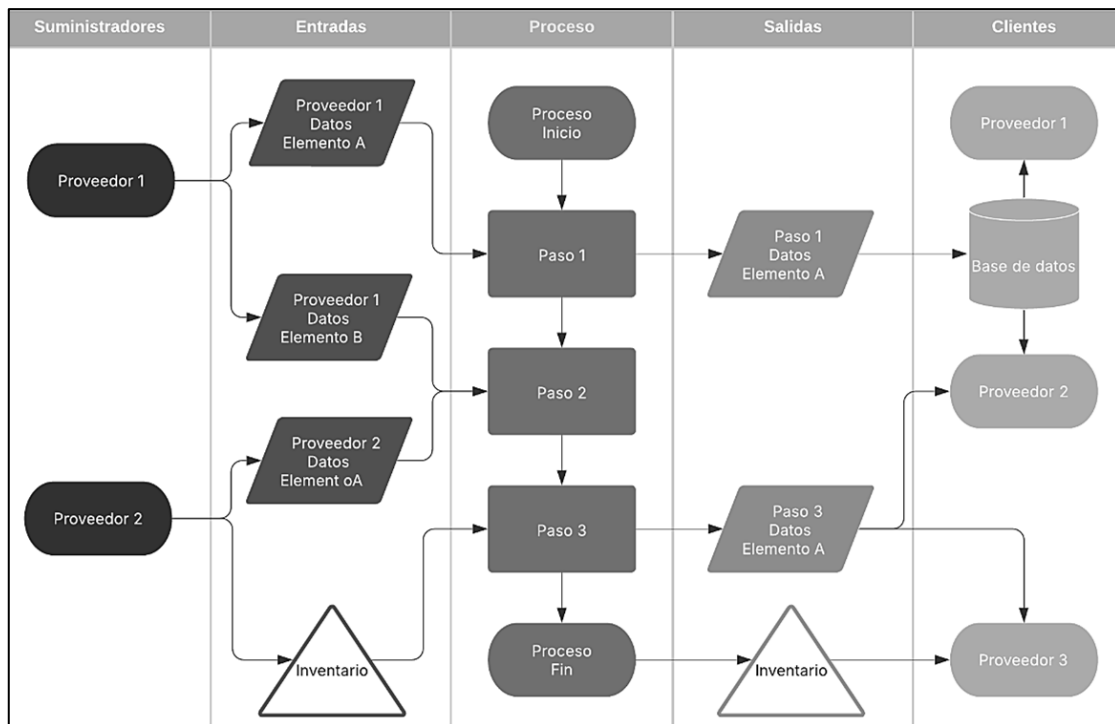 Suministradores
Entradas
Proceso
Salidas
Clientes
Proveedor 1
Proveedor 2
Proveedor 1
Datos
Elemento A
Proveedor 1
Datos
Elemento B
Proveedor 2
Datos
Element oA
Inventario
Proceso
Inicio
Paso 1
Paso 2
Paso 3
Proceso
Fin
Paso 1
Datos
Elemento A
Paso 3
Datos
Elemento A
Inventario
Proveedor 1
Base de datos
Proveedor 2
Proveedor 3